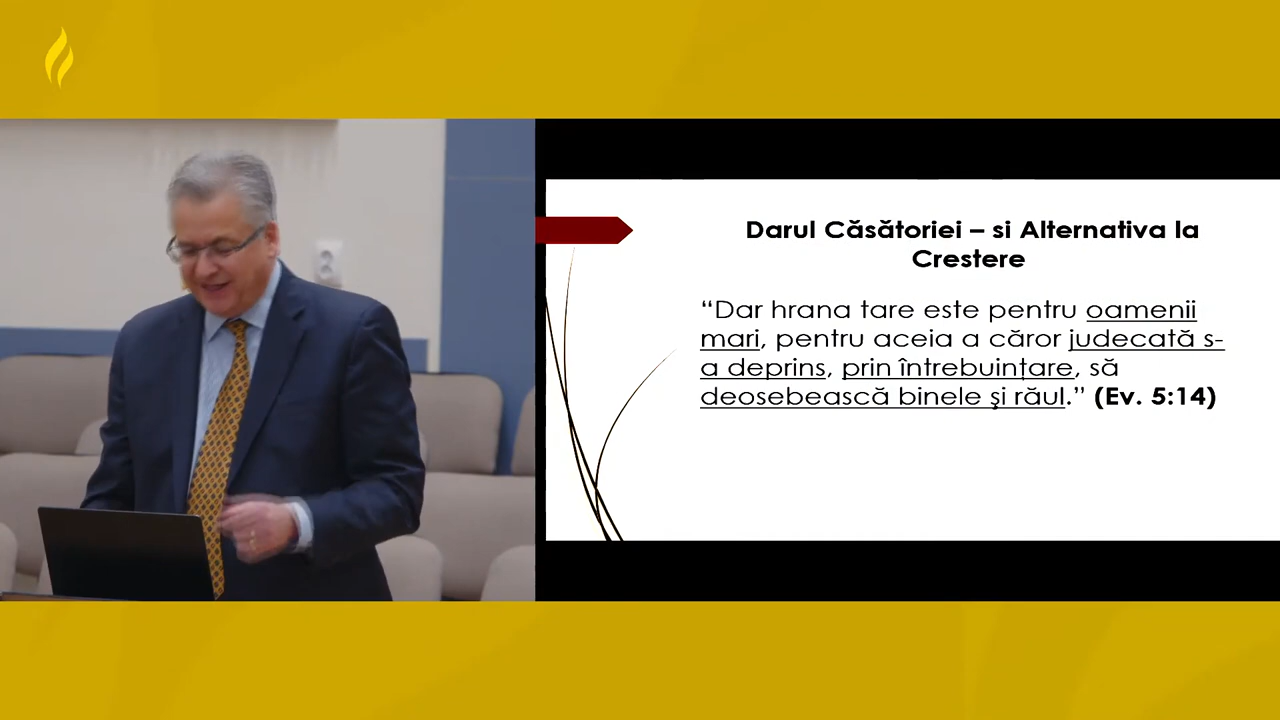 Darul Căsătoriei – si Alternativa la
Crestere
“Dar hrana tare este pentru oamenii
mari, pentru aceia a căror judecată s-
a deprins, prin întrebuințare, să
deosebească binele şi răul.” (Ev. 5:14)